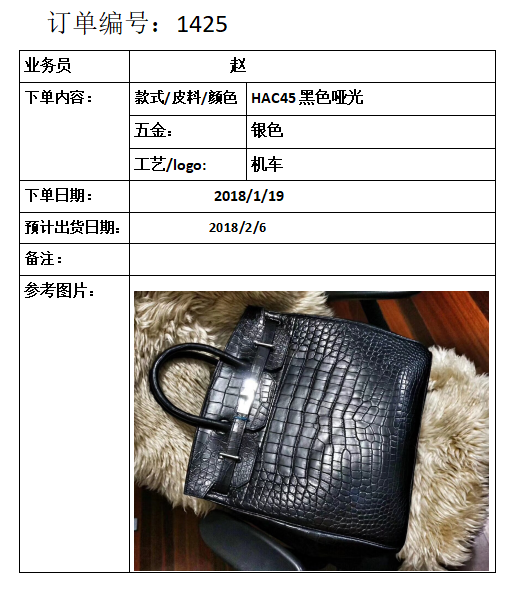 订单编号：1425
业务员 赵
下单内容： 款式/皮料/颜色 HAC45 黑色哑光
五金： 银色
工艺/logo: 机车
下单日期： 2018/1/19
预计出货日期： 2018/2/6
备注：
参考图片：